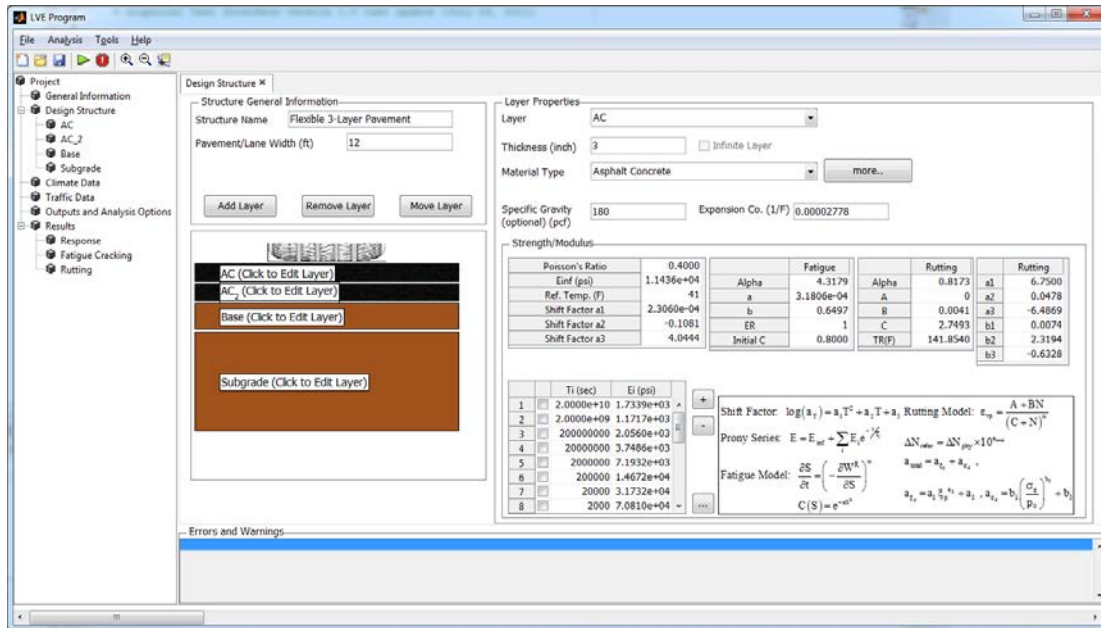 LVE Program
File Analysis Tools Help
Project
General Information
Design Structure
AC
AC_2
Base
Subgrade
Climate Data
Traffic Data
Outputs and Analysis Options
Results
Response
Fatigue Cracking
Rutting
Design Structure
Structure General Information
Structure Name Flexible 3-Layer Pavement
Pavement/Lane Width (ft) 12
Add Layer Remove Layer Move Layer
AC (Click to Edit Layer)
AC₂ (Click to Edit Layer)
Base (Click to Edit Layer)
Subgrade (Click to Edit Layer)
Layer Properties
Layer AC
Thickness (inch) 3 Infinite Layer
Material Type Asphalt Concrete more..
Specific Gravity (optional) (pcf) 180 Expansion Co. (1/F) 0.00002778
Strength/Modulus
Poisson's Ratio 0.4000
Einf (psi) 1.1436e+04
Ref. Temp. (F) 41
Shift Factor a1 2.3060e-04
Shift Factor a2 -0.1081
Shift Factor a3 4.0444
Fatigue
Alpha 4.3179
a 3.1806e-04
b 0.6497
ER 1
Initial C 0.8000
Rutting
Alpha 0.8173
A 0
B 0.0041
C 2.7493
TR(F) 141.8540
Rutting
a1 6.7500
a2 0.0478
a3 -6.4869
b1 0.0074
b2 2.3194
b3 -0.6328
Ti (sec) Ei (psi)
1 2.0000e+10 1.7339e+03
2 2.0000e+09 1.1717e+03
3 200000000 2.0560e+03
4 20000000 3.7486e+03
5 2000000 7.1932e+03
6 200000 1.4672e+04
7 20000 3.1732e+04
8 2000 7.0810e+04
+
-
...
Shift Factor: log(a_T) = a₁T² + a₂T + a₃ Rutting Model: ε_vp = (A + BN) / (C + N)^α
Prony Series:
Fatigue Model: ∂S/∂t = (-∂W^R/∂S)^α
Errors and Warnings